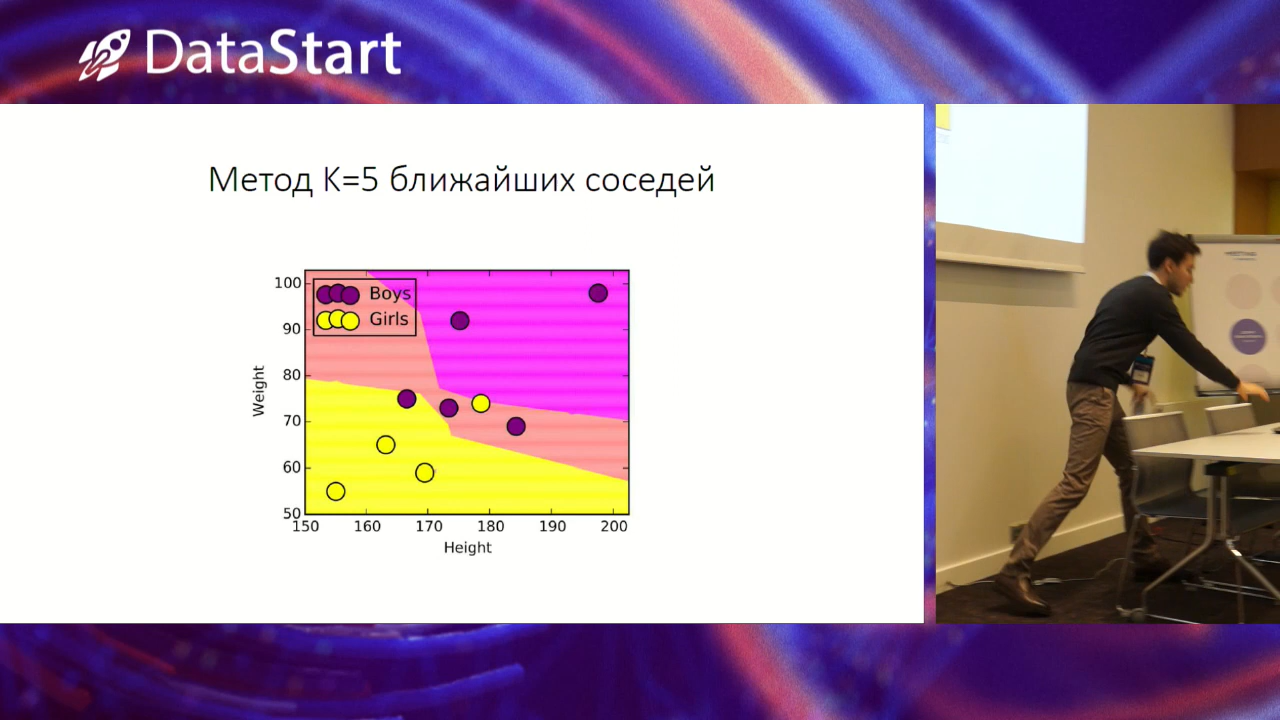 DataStart
Метод K=5 ближайших соседей
100
90
80
70
60
50
Weight
Boys
Girls
150 160 170 180 190 200
Height
MEETING